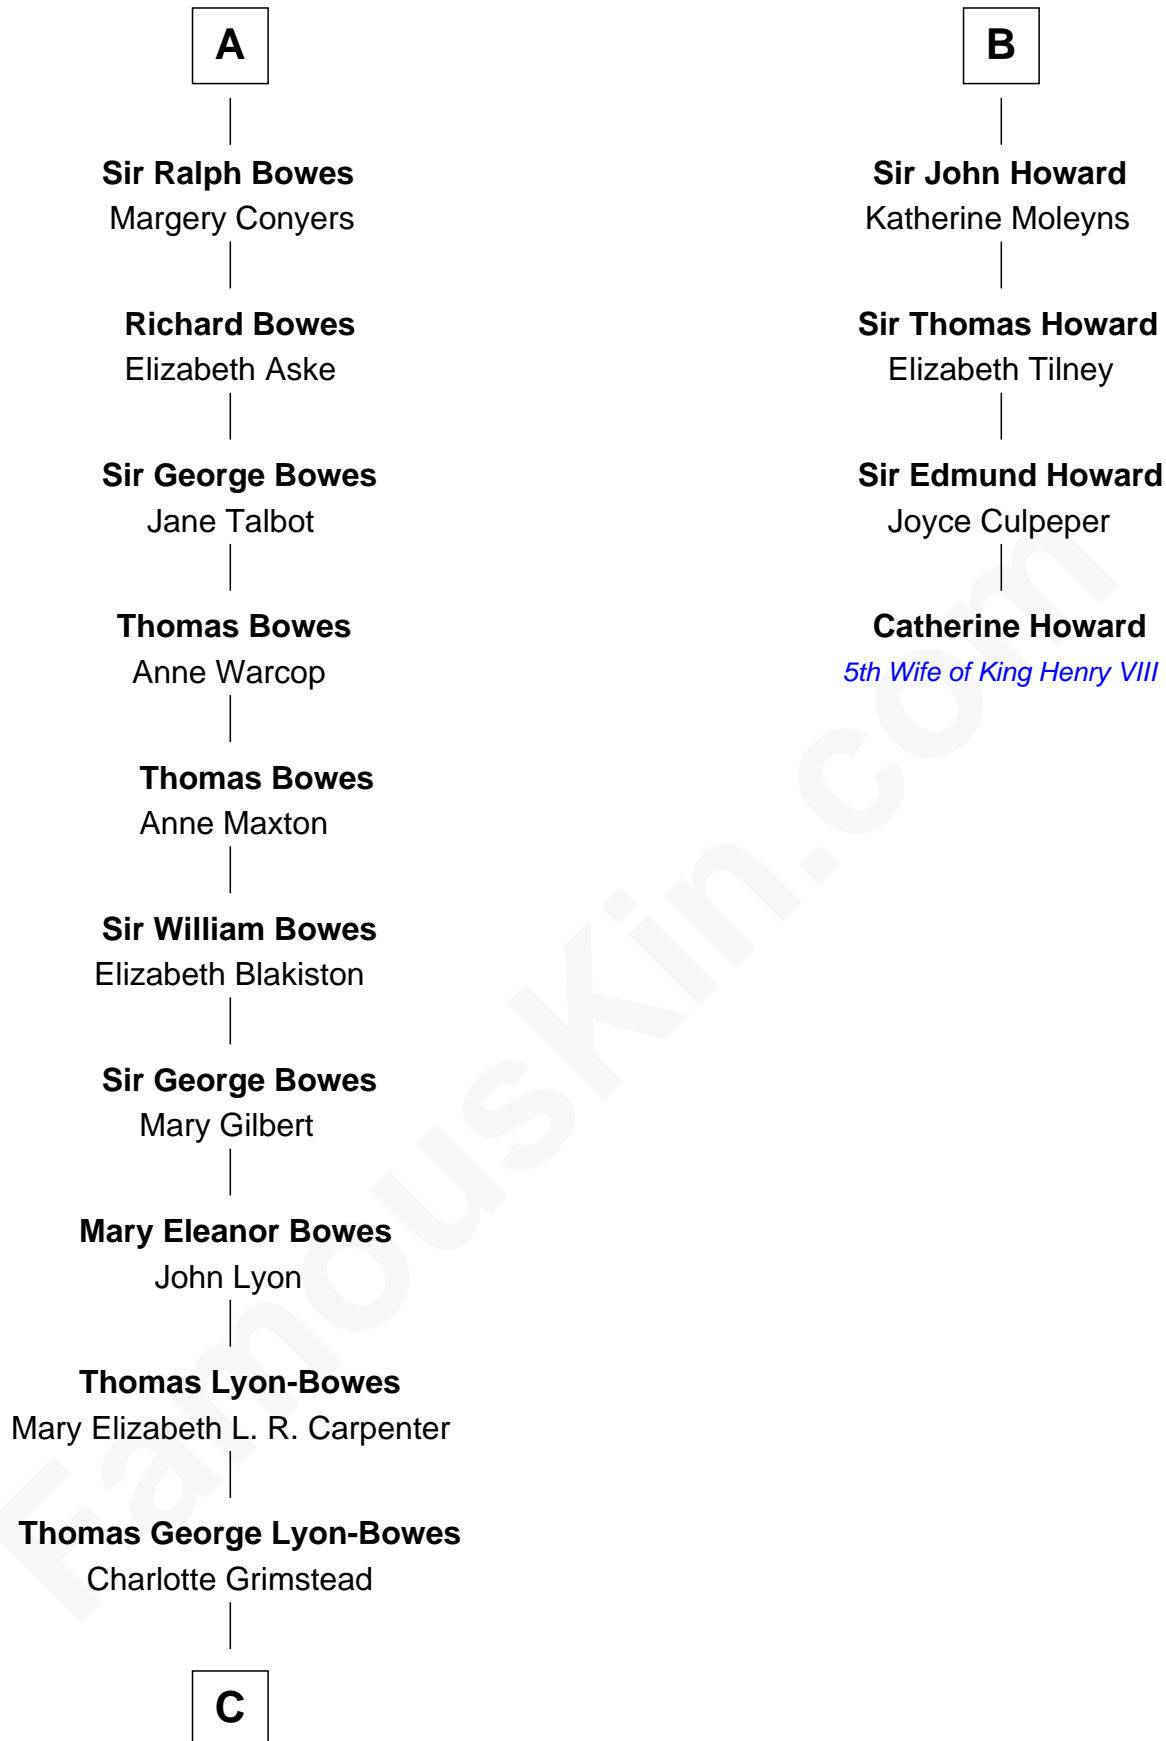 A
Sir Ralph Bowes
Margery Conyers
Richard Bowes
Elizabeth Aske
Sir George Bowes
Jane Talbot
Thomas Bowes
Anne Warcop
Thomas Bowes
Anne Maxton
Sir William Bowes
Elizabeth Blakiston
Sir George Bowes
Mary Gilbert
Mary Eleanor Bowes
John Lyon
Thomas Lyon-Bowes
Mary Elizabeth L. R. Carpenter
Thomas George Lyon-Bowes
Charlotte Grimstead
C
B
Sir John Howard
Katherine Moleyns
Sir Thomas Howard
Elizabeth Tilney
Sir Edmund Howard
Joyce Culpeper
Catherine Howard
5th Wife of King Henry VIII
FamousKin.com